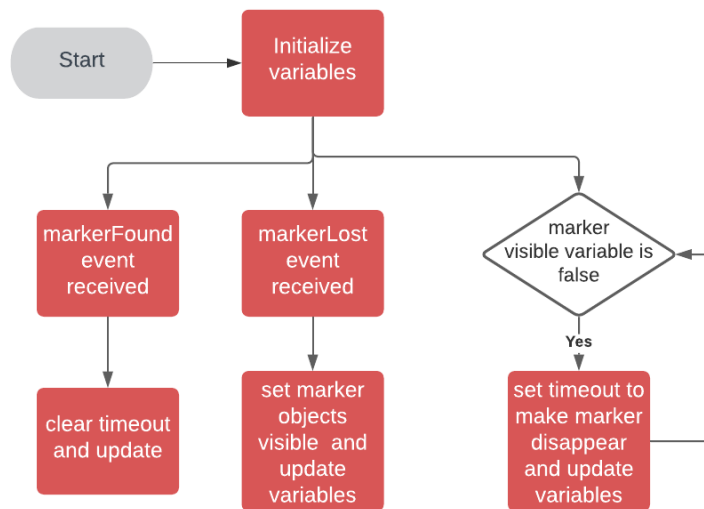 Start
Initialize
variables
markerFound
event
received
markerLost
event
received
marker
visible variable is
false
Yes
clear timeout
and update
set marker
objects
visible and
update
variables
set timeout to
make marker
disappear
and update
variables